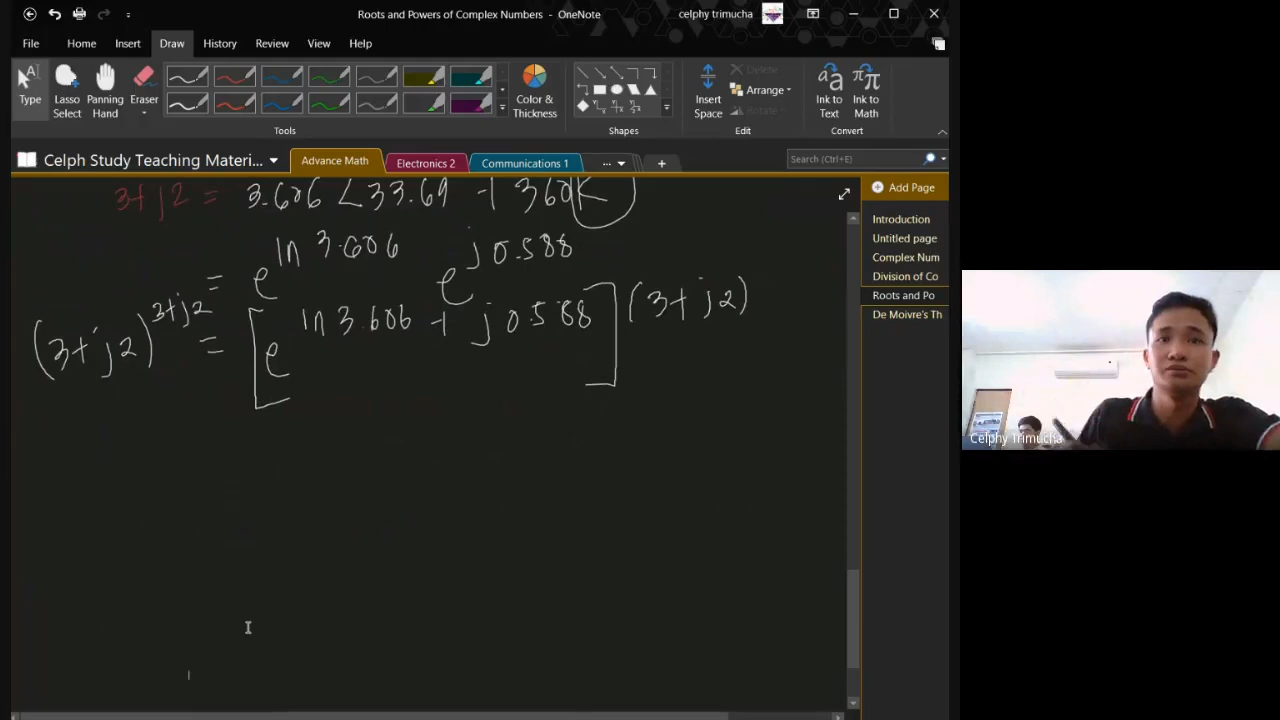 Roots and Powers of Complex Numbers - OneNote
celphy trimucha
File Home Insert Draw History Review View Help
Type
Lasso Select
Panning Hand
Eraser
Color & Thickness
Insert Space
Delete
Arrange
Rotate
Ink to Text
Ink to Math
Tools
Shapes
Edit
Convert
Celph Study Teaching Materi...
Advance Math
Electronics 2
Communications 1
...
Search (Ctrl+E)
Add Page
Introduction
Untitled page
Complex Num
Division of Co
Roots and Po
De Moivre's Th
3+j2 = 3.606 <33.69 + 360K
= e^ln 3.606 e^j0.588
(3+j2)^3+j2 = [e^ln 3.606 + j0.588](3+j2)
Celphy Trimucha